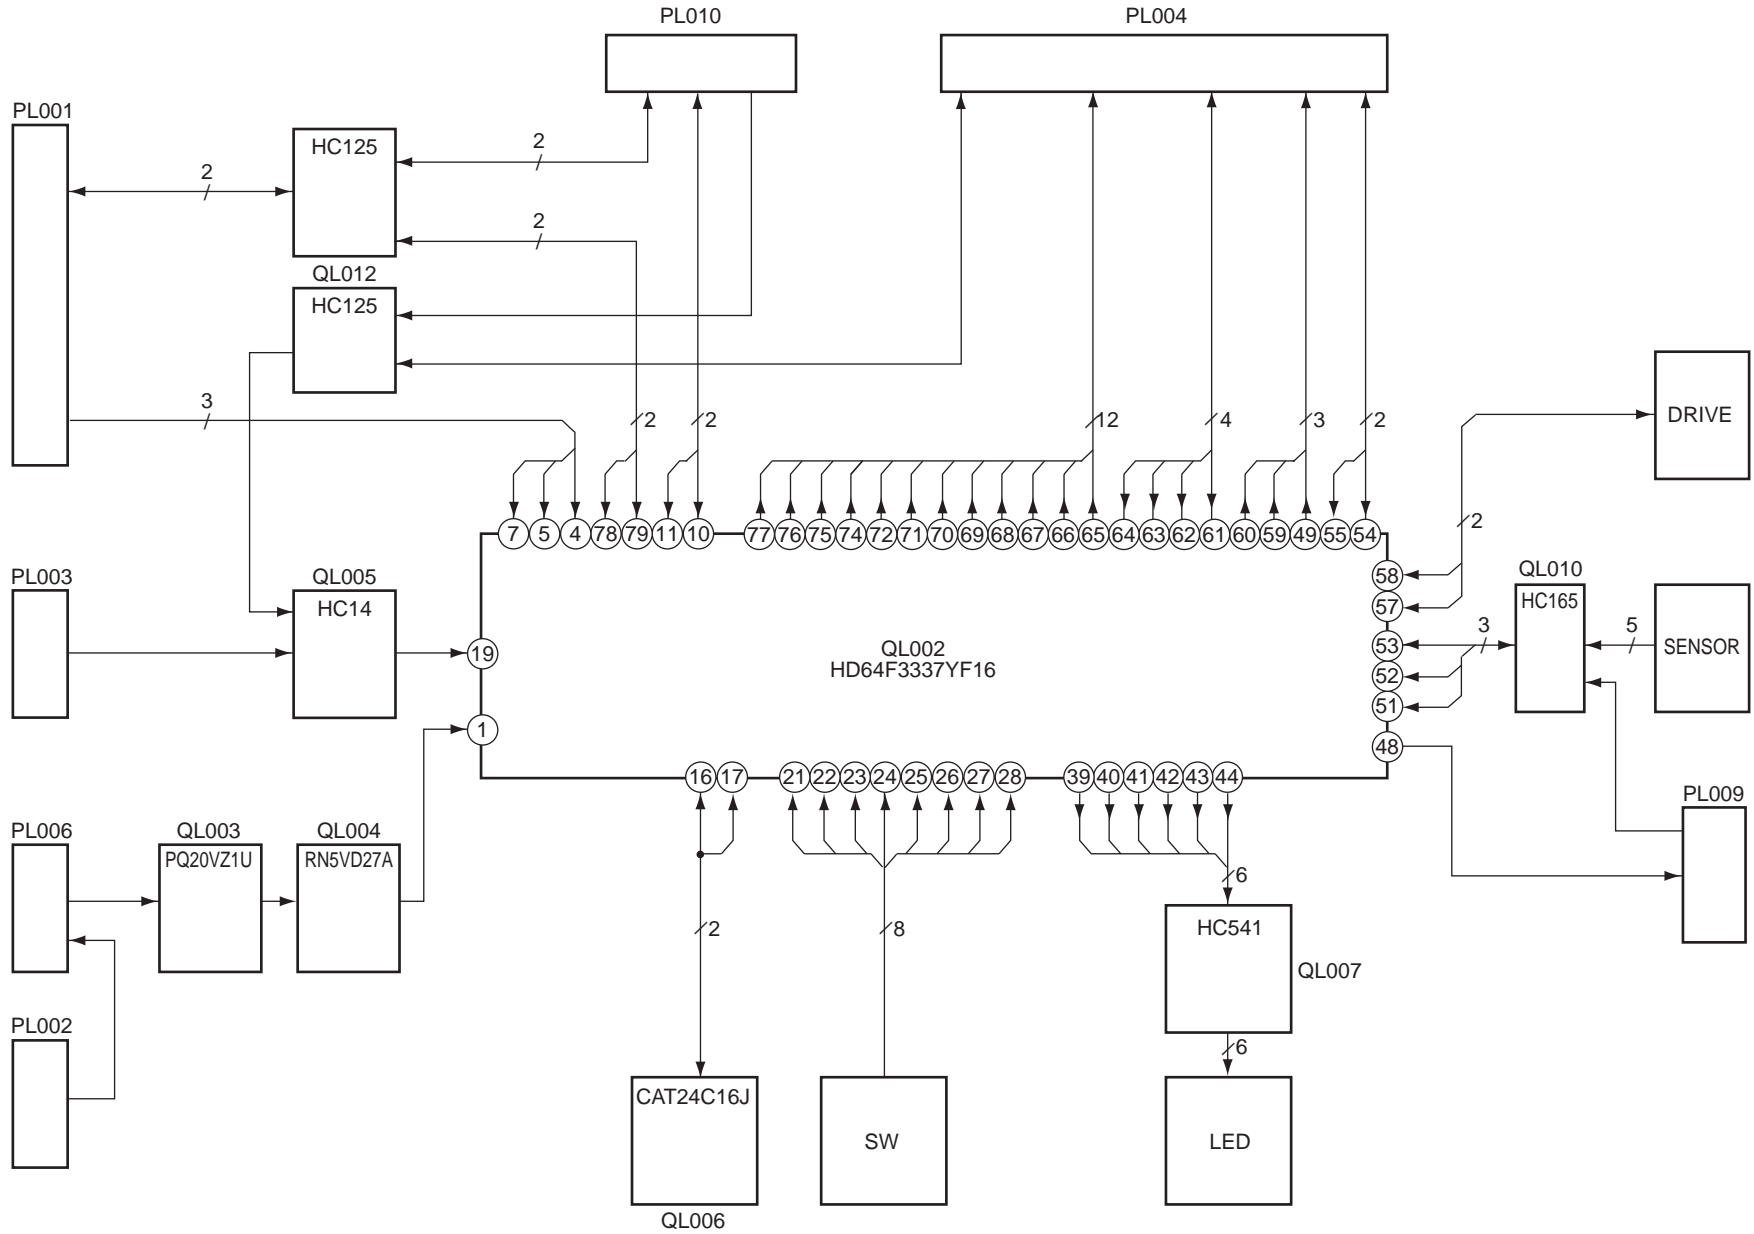 PL010
PL004
PL001
HC125
2
2
2
QL012
HC125
3
2
2
12
4
3
2
DRIVE
7 5 4 78 79 11 10 77 76 75 74 72 71 70 69 68 67 66 65 64 63 62 61 60 59 49 55 54
2
PL003
QL005
HC14
58
57
QL010
HC165
QL002
HD64F3337YF16
19
53
3
5
SENSOR
52
51
1
48
16 17 21 22 23 24 25 26 27 28 39 40 41 42 43 44
PL009
PL006
QL003
PQ20VZ1U
QL004
RN5VD27A
6
2
8
HC541
QL007
PL002
6
CAT24C16J
SW
LED
QL006